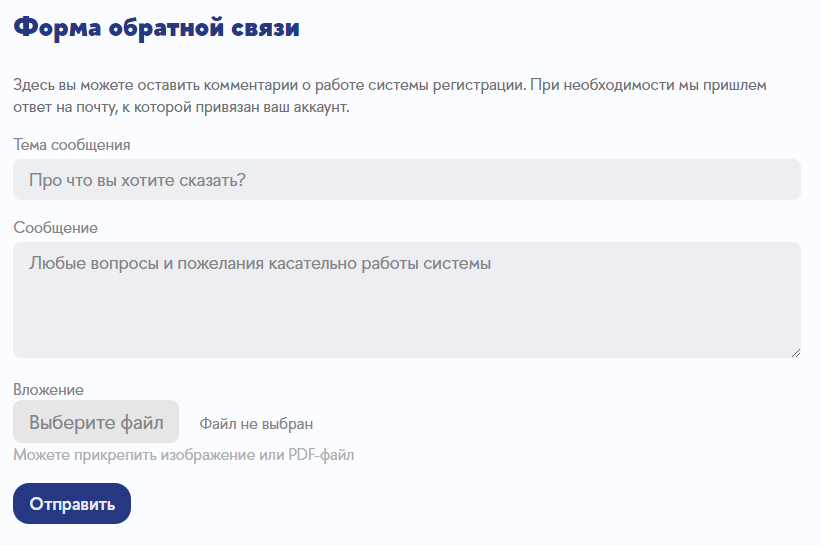 Форма обратной связи
Здесь вы можете оставить комментарии о работе системы регистрации. При необходимости мы пришлем
ответ на почту, к которой привязан ваш аккаунт.
Тема сообщения
Про что вы хотите сказать?
Сообщение
Любые вопросы и пожелания касательно работы системы
Вложение
Выберите файл Файл не выбран
Можете прикрепить изображение или PDF-файл
Отправить